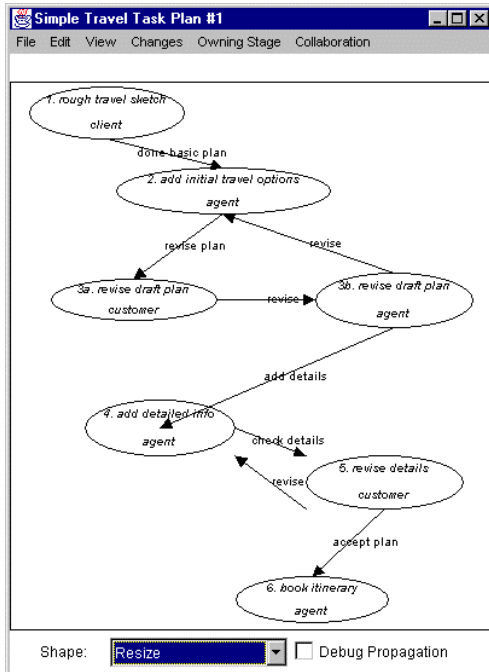 Simple Travel Task Plan #1
File Edit View Changes Owning Stage Collaboration
1. rough travel sketch
client
done basic plan
2. add initial travel options
agent
revise plan
revise
3a. revise draft plan
customer
revise
3b. revise draft plan
agent
add details
4. add detailed info
agent
check details
revise
5. revise details
customer
accept plan
6. book itinerary
agent
Shape: Resize Debug Propagation